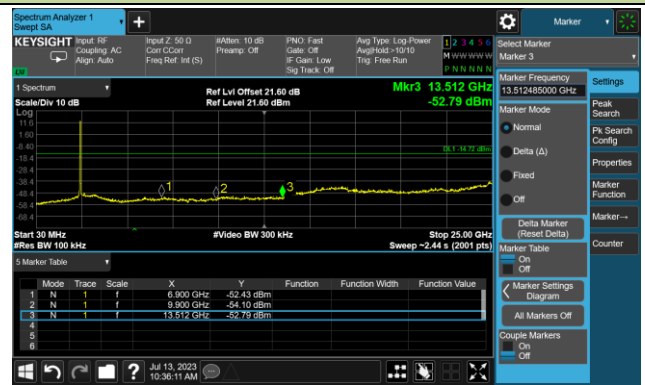 Spectrum Analyzer 1
Swept SA
+
Marker
KEYSIGHT
Input: RF
Coupling: AC
Align: Auto
Input Z: 50 Ω
Corr CCorr
Freq Ref: Int (S)
#Atten: 10 dB
Preamp: Off
PNO: Fast
Gate: Off
IF Gain: Low
Sig Track: Off
Avg Type: Log-Power
Avg|Hold:>10/10
Trig: Free Run
1 2 3 4 5 6
M W W W W W
P N N N N N
LXI
1 Spectrum
Scale/Div 10 dB
Log
Ref Lvl Offset 21.60 dB
Ref Level 21.60 dBm
Mkr3 13.512 GHz
-52.79 dBm
11.6
1.60
-8.40
-18.4
-28.4
-38.4
-48.4
-58.4
-68.4
DL1 -14.72 dBm
1
2
3
Start 30 MHz
#Res BW 100 kHz
#Video BW 300 kHz
Stop 25.00 GHz
Sweep ~2.44 s (2001 pts)
5 Marker Table
Mode Trace Scale X Y Function Function Width Function Value
1 N 1 f 6.900 GHz -52.43 dBm
2 N 1 f 9.900 GHz -54.10 dBm
3 N 1 f 13.512 GHz -52.79 dBm
4
5
6
Jul 13, 2023
10:36:11 AM
Select Marker
Marker 3
Marker Frequency
13.512485000 GHz
Marker Mode
Normal
Delta (Δ)
Fixed
Off
Delta Marker
(Reset Delta)
Marker Table
On
Off
Marker Settings
Diagram
All Markers Off
Couple Markers
On
Off
Settings
Peak
Search
Pk Search
Config
Properties
Marker
Function
Marker→
Counter